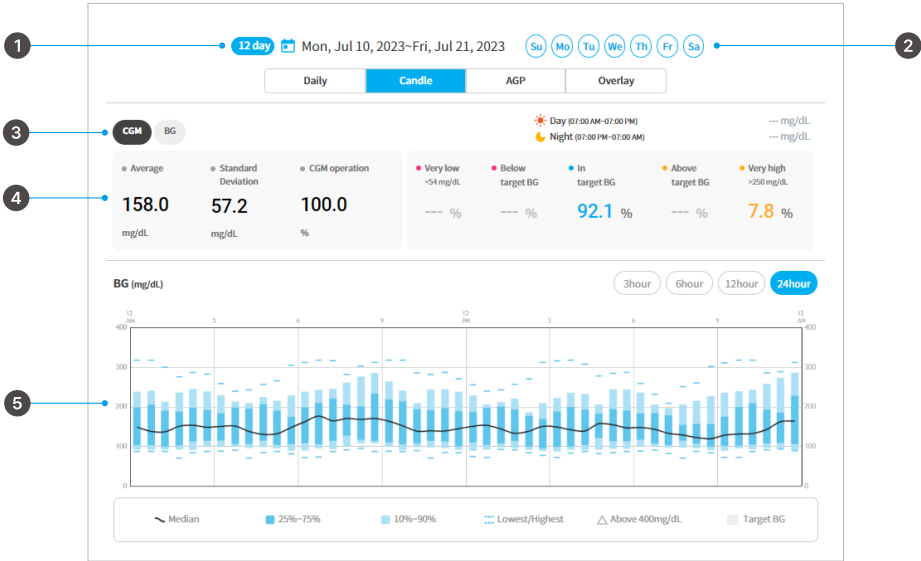 1
12 day Mon, Jul 10, 2023~Fri, Jul 21, 2023 Su Mo Tu We Th Fr Sa
2
Daily Candle AGP Overlay
3
CGM BG
Day (07:00 AM~07:00 PM) --- mg/dL
Night (07:00 PM~07:00 AM) --- mg/dL
4
Average
158.0
mg/dL
Standard
Deviation
57.2
mg/dL
CGM operation
100.0
%
Very low
<54 mg/dL
--- %
Below
target BG
--- %
In
target BG
92.1 %
Above
target BG
--- %
Very high
>250 mg/dL
7.8 %
BG (mg/dL)
3hour 6hour 12hour 24hour
12
AM
3
6
9
12
PM
3
6
9
12
AM
400 400
300 300
5
200 200
100 100
0 0
Median 25%~75% 10%~90% Lowest/Highest Above 400mg/dL Target BG